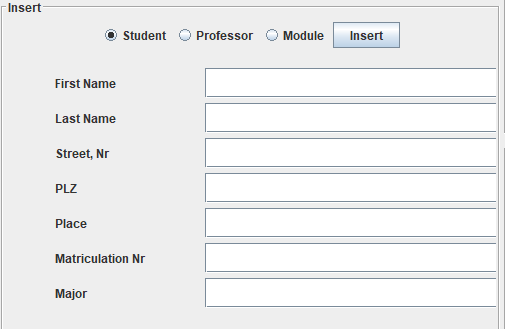 Insert
Student Professor Module Insert
First Name
Last Name
Street, Nr
PLZ
Place
Matriculation Nr
Major